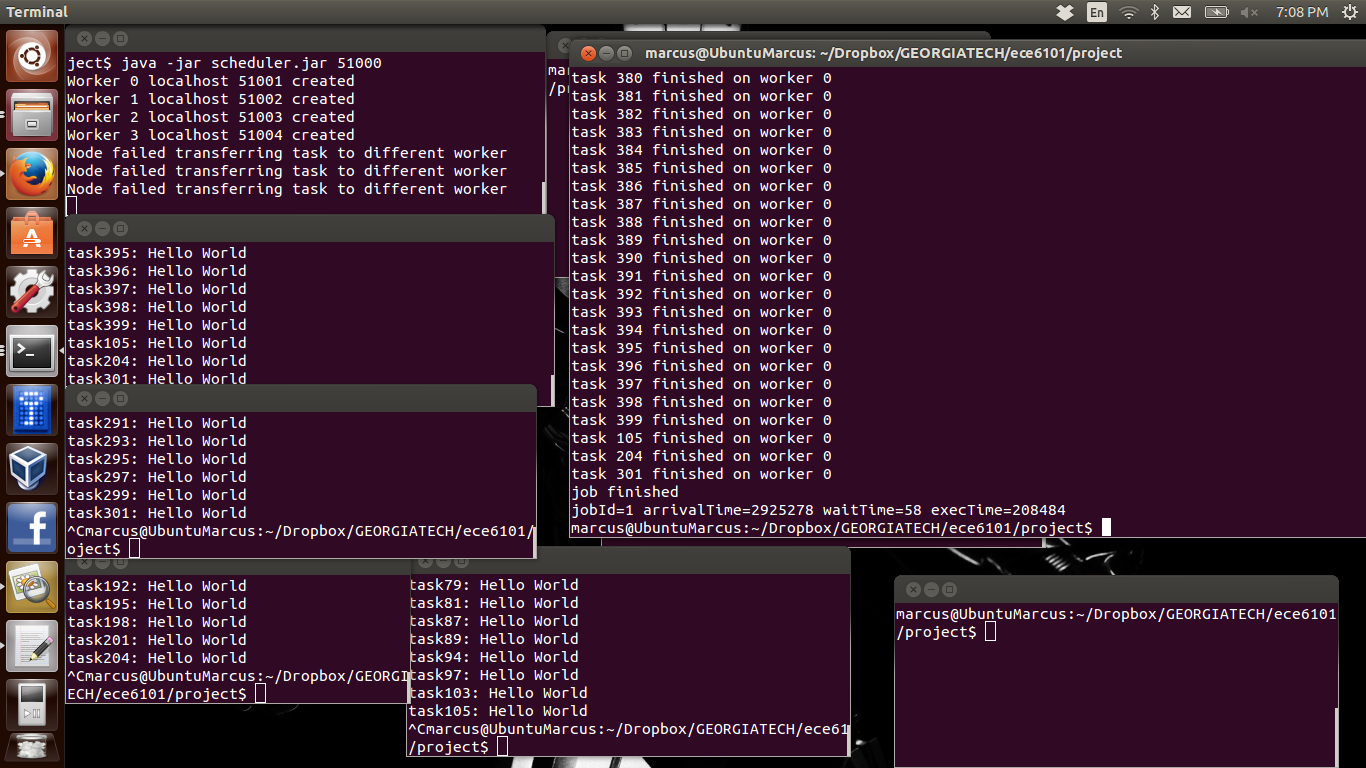 Terminal
En
7:08 PM
ject$ java -jar scheduler.jar 51000
Worker 0 localhost 51001 created
Worker 1 localhost 51002 created
Worker 2 localhost 51003 created
Worker 3 localhost 51004 created
Node failed transferring task to different worker
Node failed transferring task to different worker
Node failed transferring task to different worker
task395: Hello World
task396: Hello World
task397: Hello World
task398: Hello World
task399: Hello World
task105: Hello World
task204: Hello World
task301: Hello World
task291: Hello World
task293: Hello World
task295: Hello World
task297: Hello World
task299: Hello World
task301: Hello World
^Cmarcus@UbuntuMarcus:~/Dropbox/GEORGIATECH/ece6101/
oject$
task192: Hello World
task195: Hello World
task198: Hello World
task201: Hello World
task204: Hello World
^Cmarcus@UbuntuMarcus:~/Dropbox/GEORGI
ECH/ece6101/project$
task79: Hello World
task81: Hello World
task87: Hello World
task89: Hello World
task94: Hello World
task97: Hello World
task103: Hello World
task105: Hello World
^Cmarcus@UbuntuMarcus:~/Dropbox/GEORGIATECH/ece61
/project$
mar
/pr
marcus@UbuntuMarcus: ~/Dropbox/GEORGIATECH/ece6101/project
task 380 finished on worker 0
task 381 finished on worker 0
task 382 finished on worker 0
task 383 finished on worker 0
task 384 finished on worker 0
task 385 finished on worker 0
task 386 finished on worker 0
task 387 finished on worker 0
task 388 finished on worker 0
task 389 finished on worker 0
task 390 finished on worker 0
task 391 finished on worker 0
task 392 finished on worker 0
task 393 finished on worker 0
task 394 finished on worker 0
task 395 finished on worker 0
task 396 finished on worker 0
task 397 finished on worker 0
task 398 finished on worker 0
task 399 finished on worker 0
task 105 finished on worker 0
task 204 finished on worker 0
task 301 finished on worker 0
job finished
jobId=1 arrivalTime=2925278 waitTime=58 execTime=208484
marcus@UbuntuMarcus:~/Dropbox/GEORGIATECH/ece6101/project$
marcus@UbuntuMarcus:~/Dropbox/GEORGIATECH/ece6101
/project$